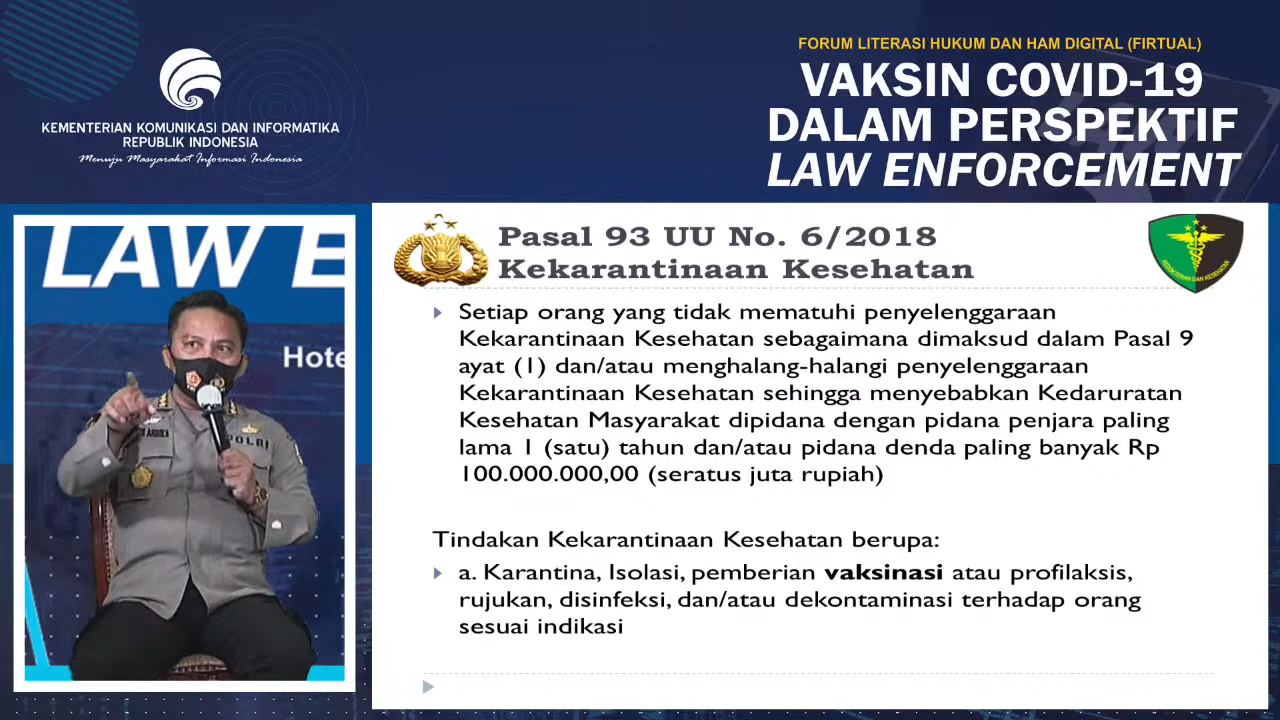 KEMENTERIAN KOMUNIKASI DAN INFORMATIKA
REPUBLIK INDONESIA
Menuju Masyarakat Informasi Indonesia
FORUM LITERASI HUKUM DAN HAM DIGITAL (FIRTUAL)
VAKSIN COVID-19
DALAM PERSPEKTIF
LAW ENFORCEMENT
LAW E
Hote
POLRI
Pasal 93 UU No. 6/2018
Kekarantinaan Kesehatan
KEDOKTERAN DAN KESEHATAN
Setiap orang yang tidak mematuhi penyelenggaraan
Kekarantinaan Kesehatan sebagaimana dimaksud dalam Pasal 9
ayat (1) dan/atau menghalang-halangi penyelenggaraan
Kekarantinaan Kesehatan sehingga menyebabkan Kedaruratan
Kesehatan Masyarakat dipidana dengan pidana penjara paling
lama 1 (satu) tahun dan/atau pidana denda paling banyak Rp
100.000.000,00 (seratus juta rupiah)
Tindakan Kekarantinaan Kesehatan berupa:
a. Karantina, Isolasi, pemberian vaksinasi atau profilaksis,
rujukan, disinfeksi, dan/atau dekontaminasi terhadap orang
sesuai indikasi